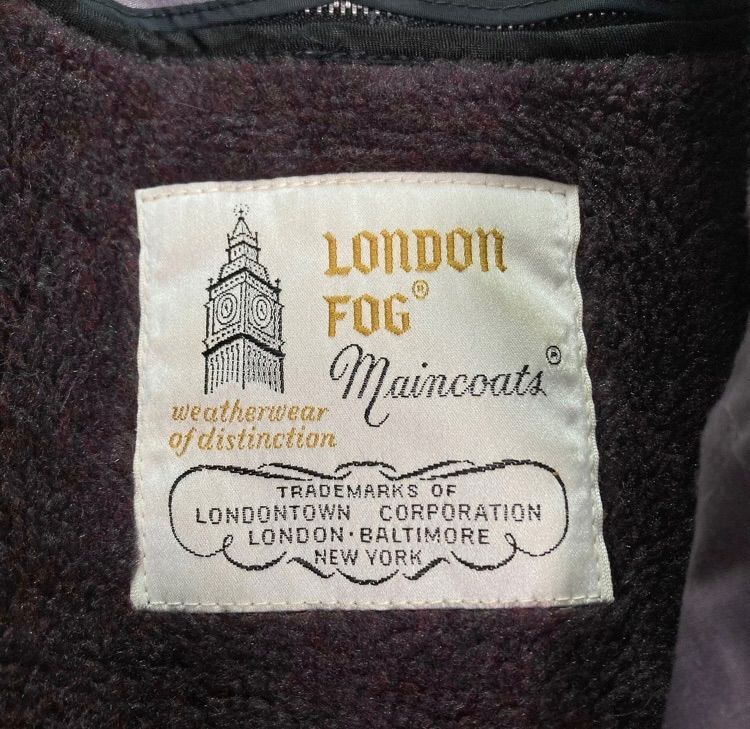 LONDON
FOG®
Maincoats®
weatherwear
of distinction
TRADEMARKS OF
LONDONTOWN CORPORATION
LONDON · BALTIMORE
NEW YORK